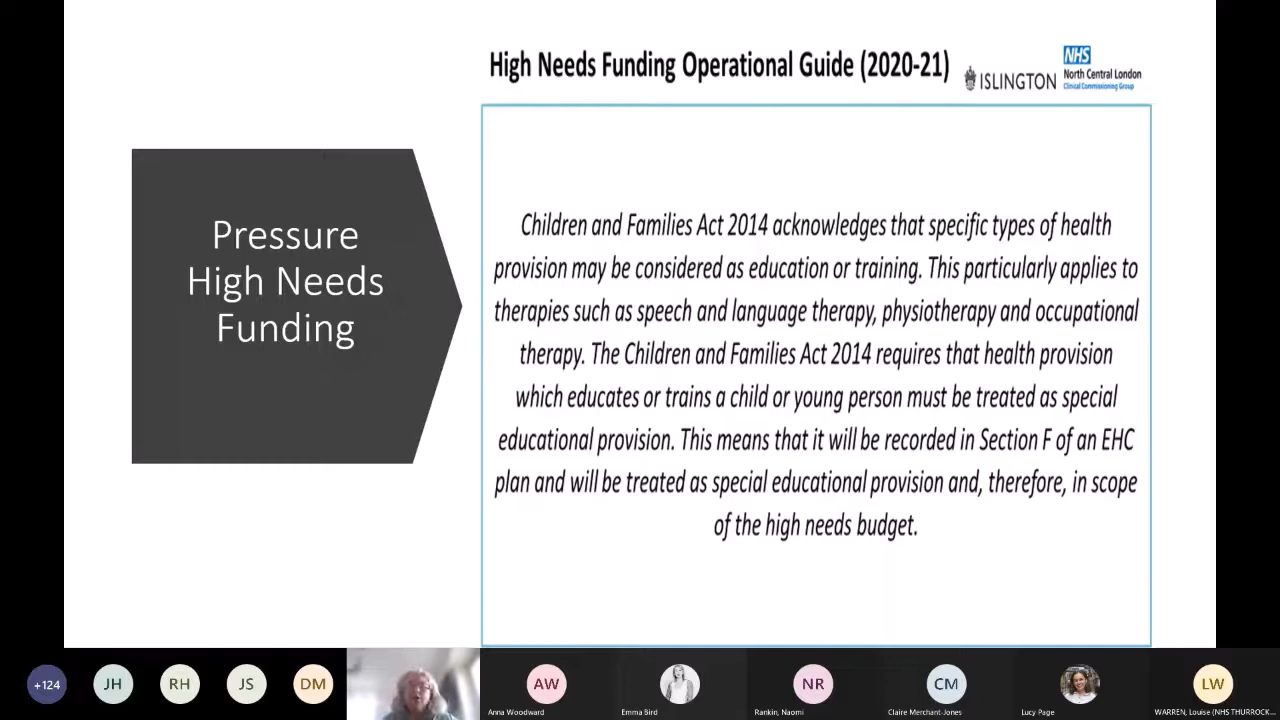 High Needs Funding Operational Guide (2020-21)
ISLINGTON
NHS
North Central London
Clinical Commissioning Group
Pressure
High Needs
Funding
Children and Families Act 2014 acknowledges that specific types of health
provision may be considered as education or training. This particularly applies to
therapies such as speech and language therapy, physiotherapy and occupational
therapy. The Children and Families Act 2014 requires that health provision
which educates or trains a child or young person must be treated as special
educational provision. This means that it will be recorded in Section F of an EHC
plan and will be treated as special educational provision and, therefore, in scope
of the high needs budget.
+124
JH
RH
JS
DM
AW
NR
CM
LW
Anna Woodward
Emma Bird
Rankin, Naomi
Claire Merchant-Jones
Lucy Page
WARREN, Louise (NHS THURROCK...